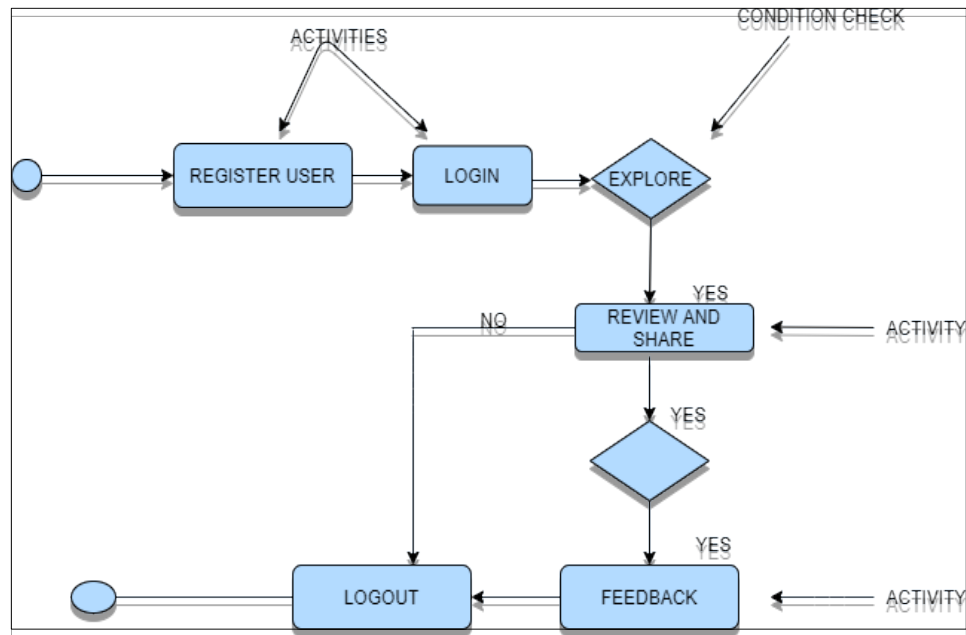 CONDITION CHECK
ACTIVITIES
REGISTER USER
LOGIN
EXPLORE
YES
REVIEW AND
SHARE
NO
ACTIVITY
YES
YES
LOGOUT
FEEDBACK
ACTIVITY